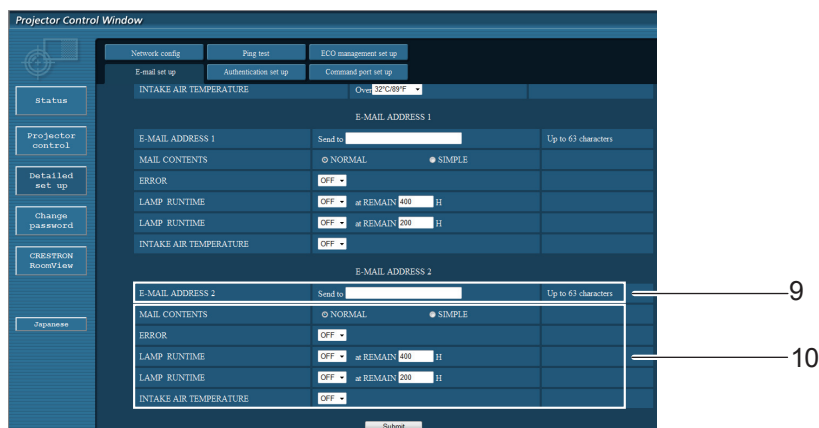 Projector Control Window
Network config Ping test ECO management set up
E-mail set up Authentication set up Command port set up
Status
Projector control
Detailed set up
Change password
CRESTRON RoomView
Japanese
INTAKE AIR TEMPERATURE Over 32°C/89°F
E-MAIL ADDRESS 1
E-MAIL ADDRESS 1 Send to Up to 63 characters
MAIL CONTENTS NORMAL SIMPLE
ERROR OFF
LAMP RUNTIME OFF at REMAIN 400 H
LAMP RUNTIME OFF at REMAIN 200 H
INTAKE AIR TEMPERATURE OFF
E-MAIL ADDRESS 2
E-MAIL ADDRESS 2 Send to Up to 63 characters 9
MAIL CONTENTS NORMAL SIMPLE
ERROR OFF
LAMP RUNTIME OFF at REMAIN 400 H 10
LAMP RUNTIME OFF at REMAIN 200 H
INTAKE AIR TEMPERATURE OFF
Submit